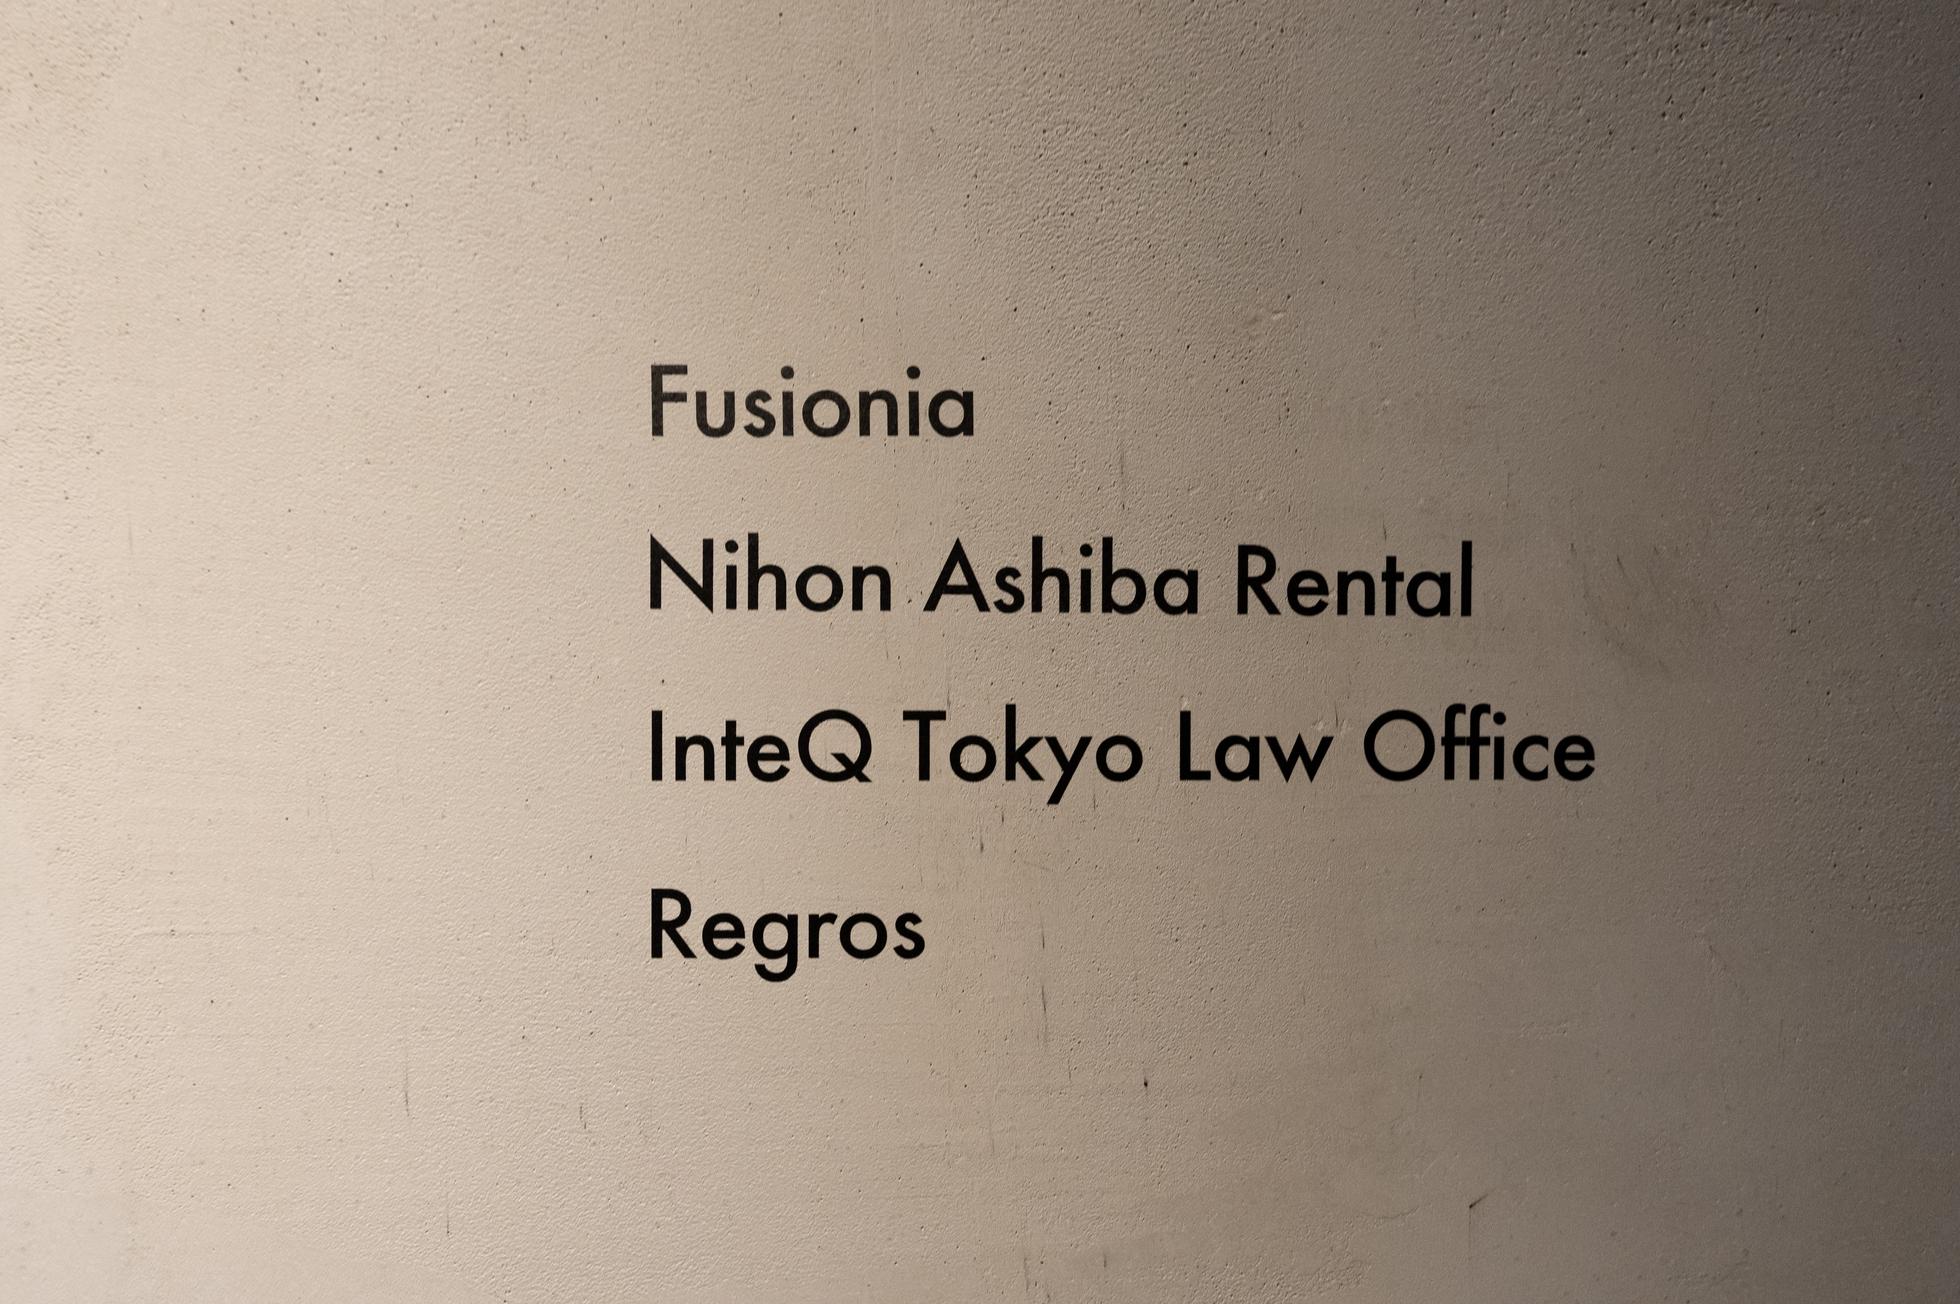 Fusionia
Nihon Ashiba Rental
InteQ Tokyo Law Office
Regros